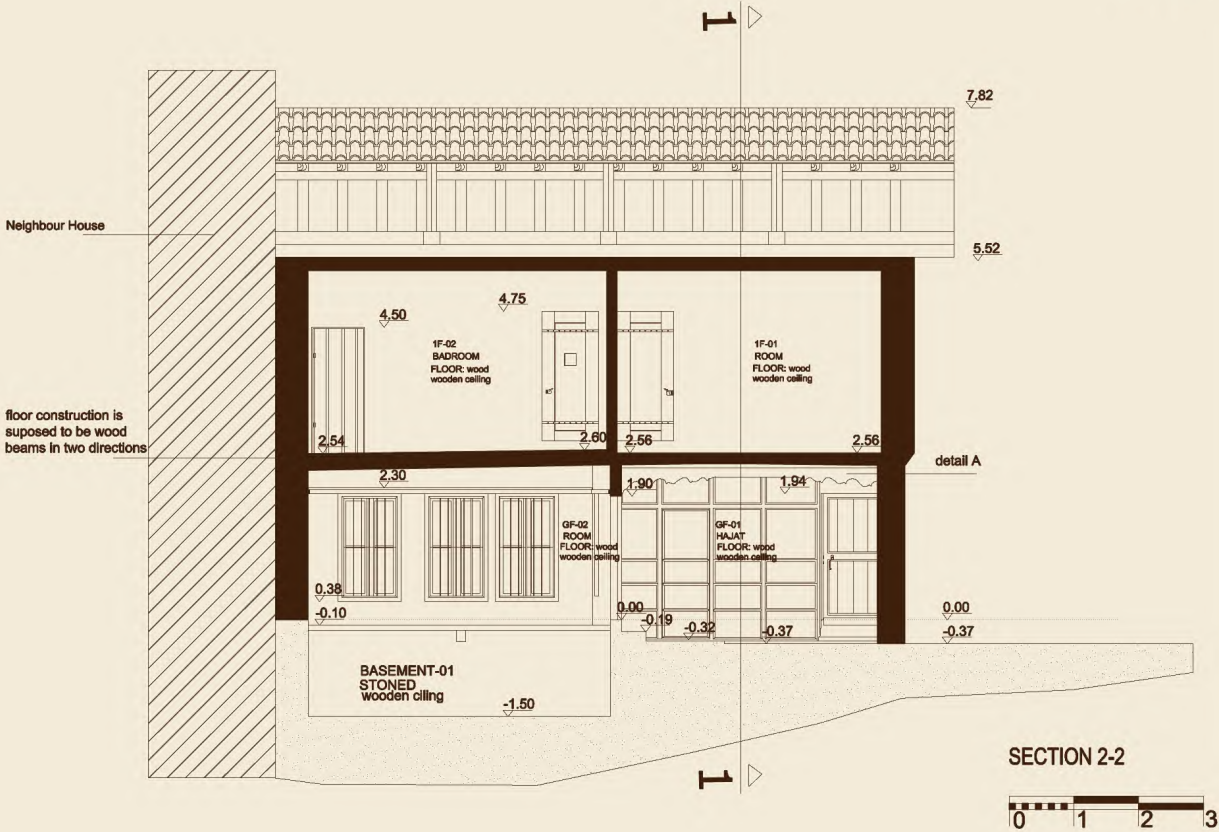 1
7.82
Neighbour House
5.52
4.75
4.50
1F-02
BADROOM
FLOOR: wood
wooden ceiling
1F-01
ROOM
FLOOR: wood
wooden ceiling
floor construction is
suposed to be wood
beams in two directions
2.54
2.60
2.56
2.56
detail A
2.30
1.90
1.94
GF-02
ROOM
FLOOR: wood
wooden ceiling
GF-01
HAJAT
FLOOR: wood
wooden ceiling
0.38
-0.10
0.00
-0.19
-0.32
-0.37
0.00
-0.37
BASEMENT-01
STONED
wooden ciling
-1.50
1
SECTION 2-2
0 1 2 3